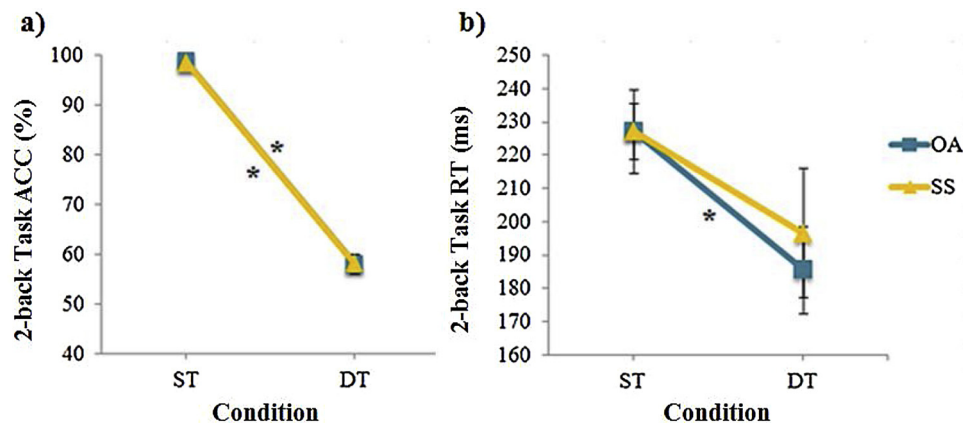 a)
2-back Task ACC (%)
100
90
80
70
60
50
40
*
*
ST
DT
Condition
b)
2-back Task RT (ms)
250
240
230
220
210
200
190
180
170
160
*
ST
DT
Condition
OA
SS